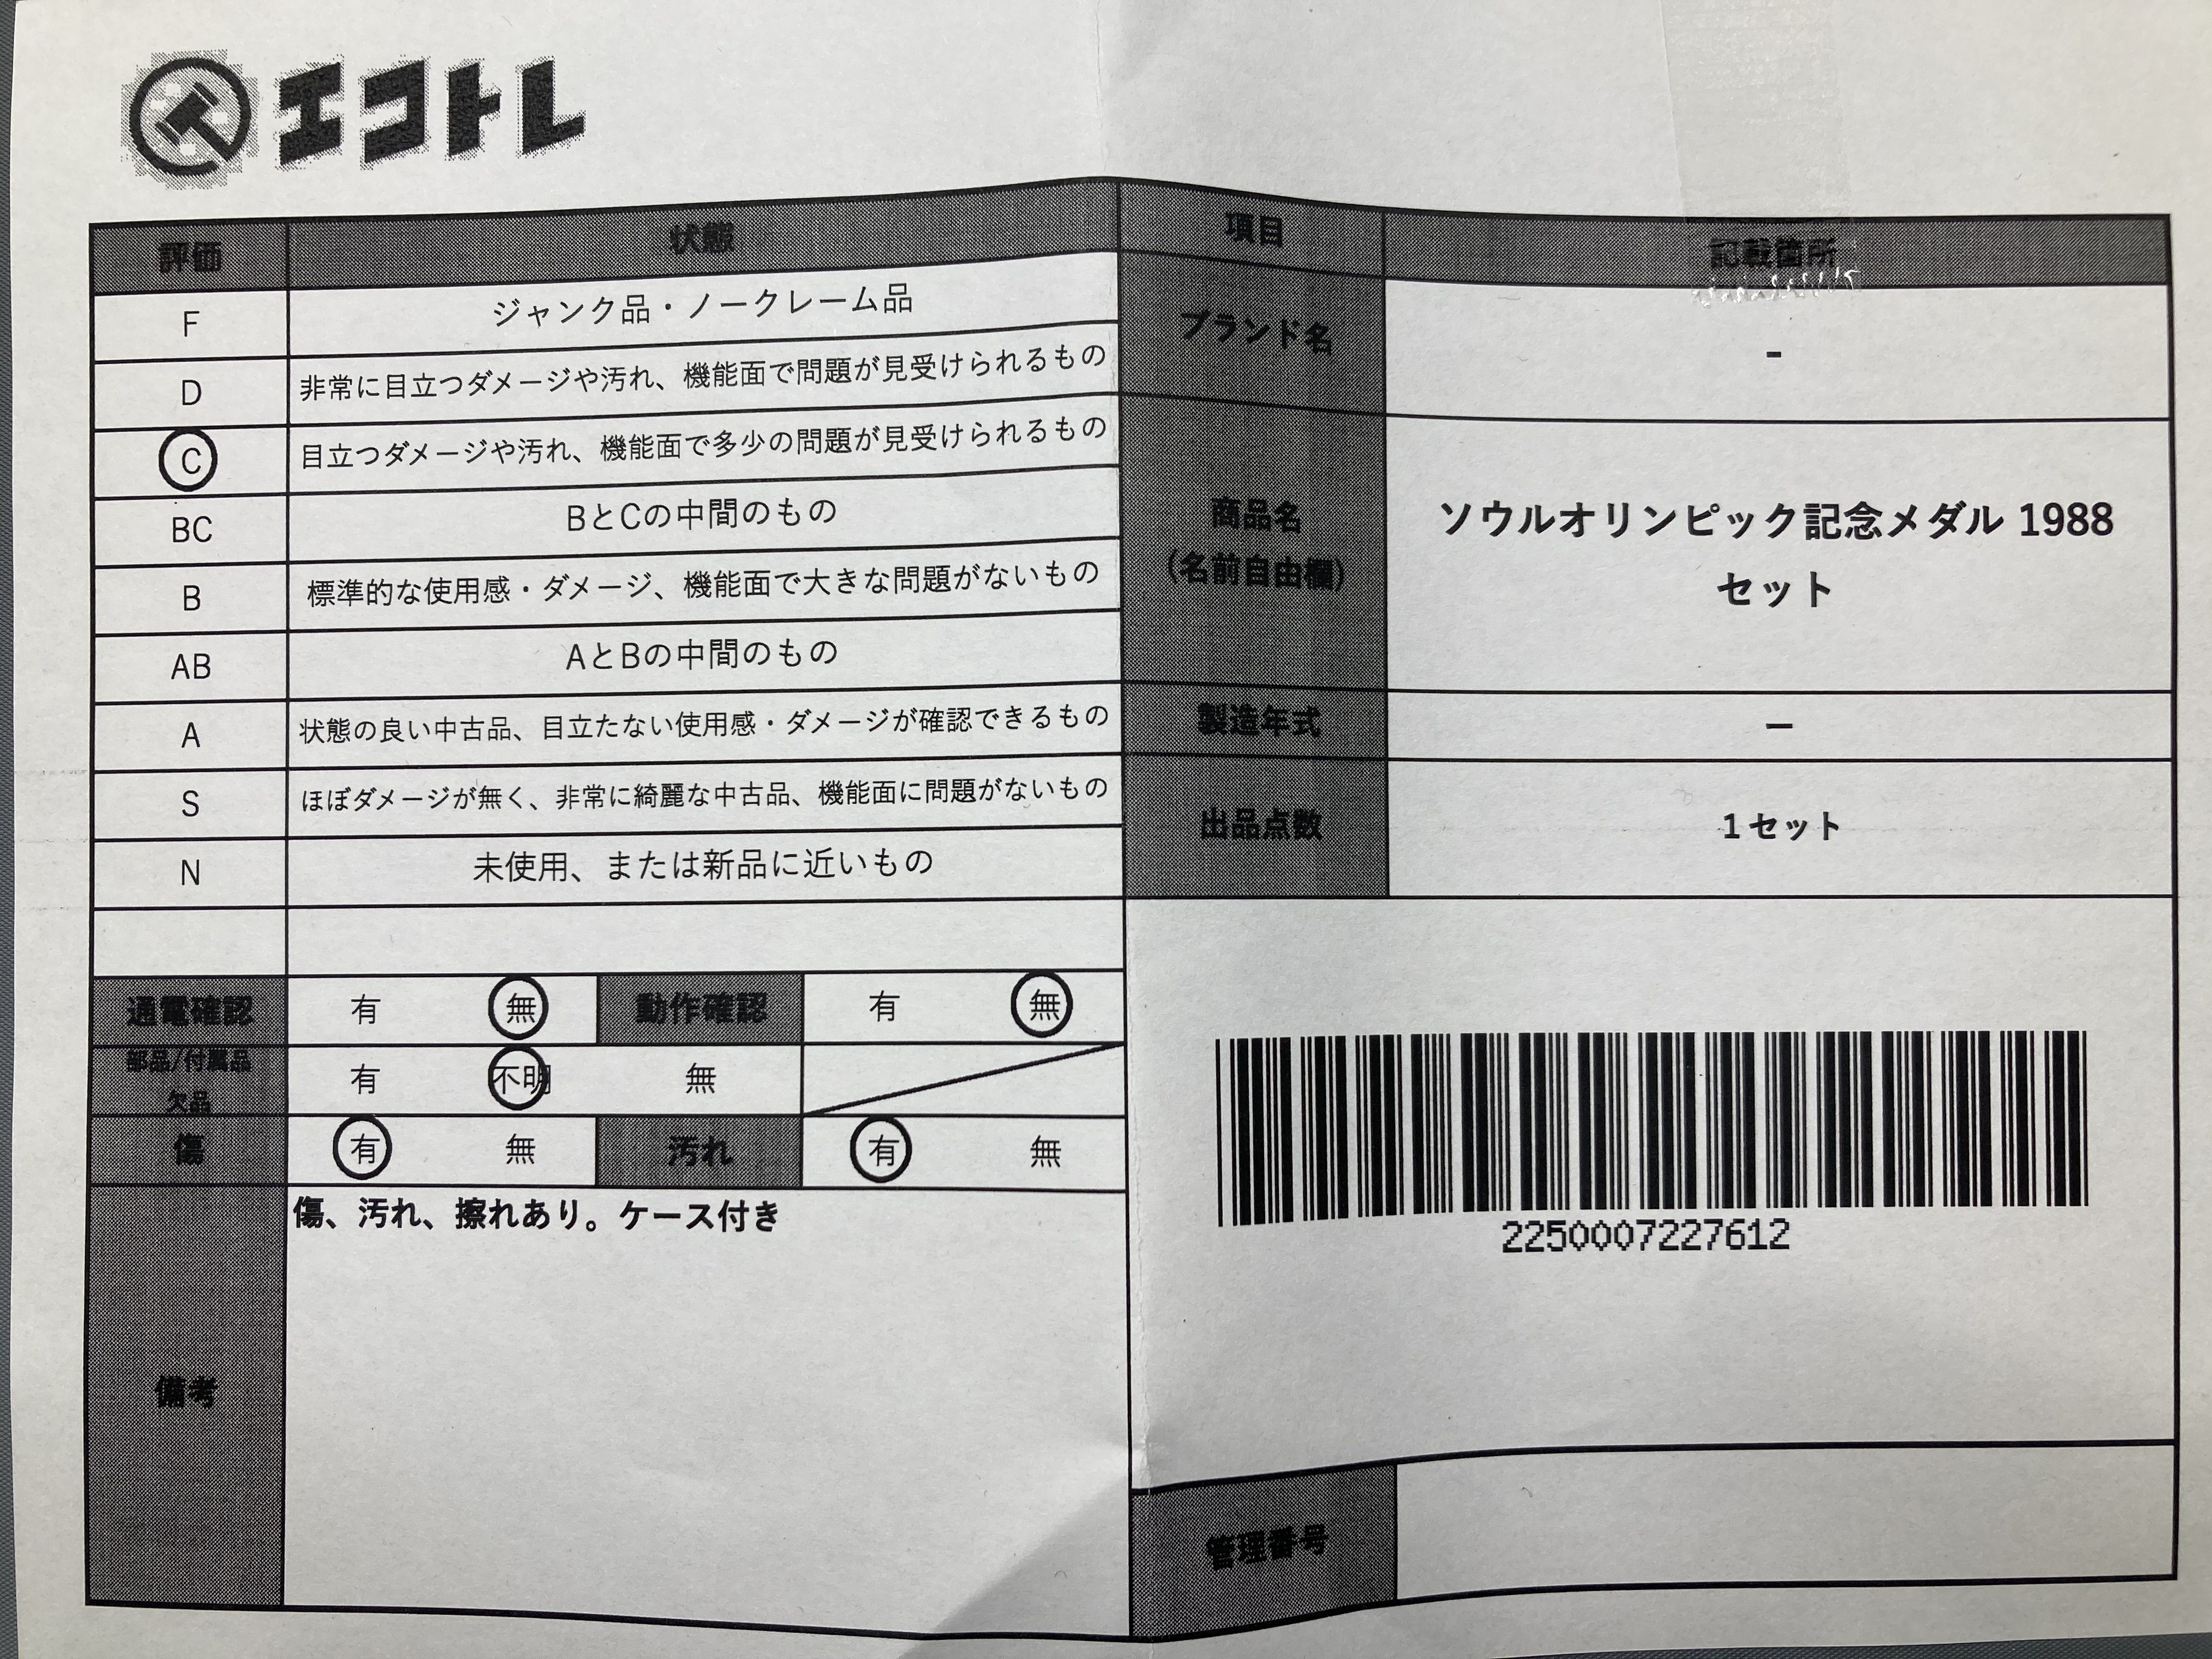 エコトレ
評価 状態
F ジャンク品・ノークレーム品
D 非常に目立つダメージや汚れ、機能面で問題が見受けられるもの
C 目立つダメージや汚れ、機能面で多少の問題が見受けられるもの
BC BとCの中間のもの
B 標準的な使用感・ダメージ、機能面で大きな問題がないもの
AB AとBの中間のもの
A 状態の良い中古品、目立たない使用感・ダメージが確認できるもの
S ほぼダメージが無く、非常に綺麗な中古品、機能面に問題がないもの
N 未使用、または新品に近いもの
通電確認 有 無 動作確認 有 無
部品/付属品
欠品
有 不明 無
傷 有 無 汚れ 有 無
備考
傷、汚れ、擦れあり。ケース付き
項目 記載箇所
ブランド名 -
商品名
(名前自由欄)
ソウルオリンピック記念メダル 1988
セット
製造年式 ー
出品点数 1セット
2250007227612
管理番号